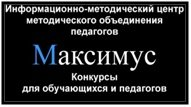 Информационно-методический центр
методического объединения
педагогов
Максимус
Конкурсы
для обучающихся и педагогов